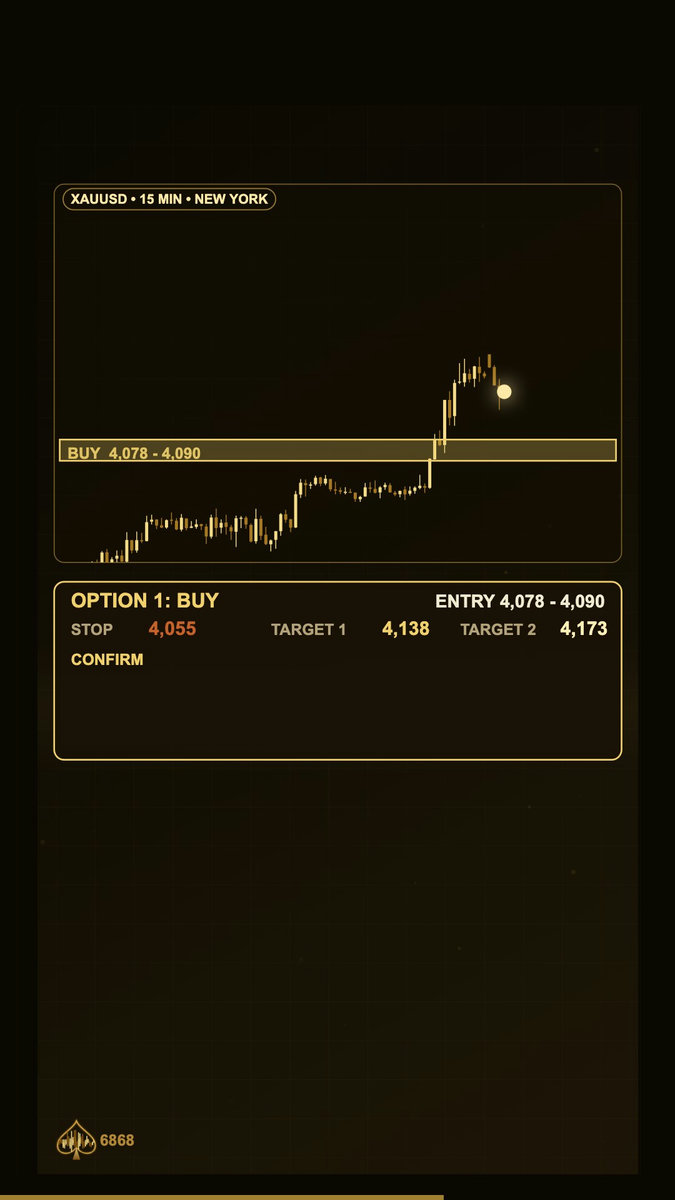 XAUUSD • 15 MIN • NEW YORK
BUY 4,078 - 4,090
OPTION 1: BUY ENTRY 4,078 - 4,090
STOP 4,055 TARGET 1 4,138 TARGET 2 4,173
CONFIRM
6868